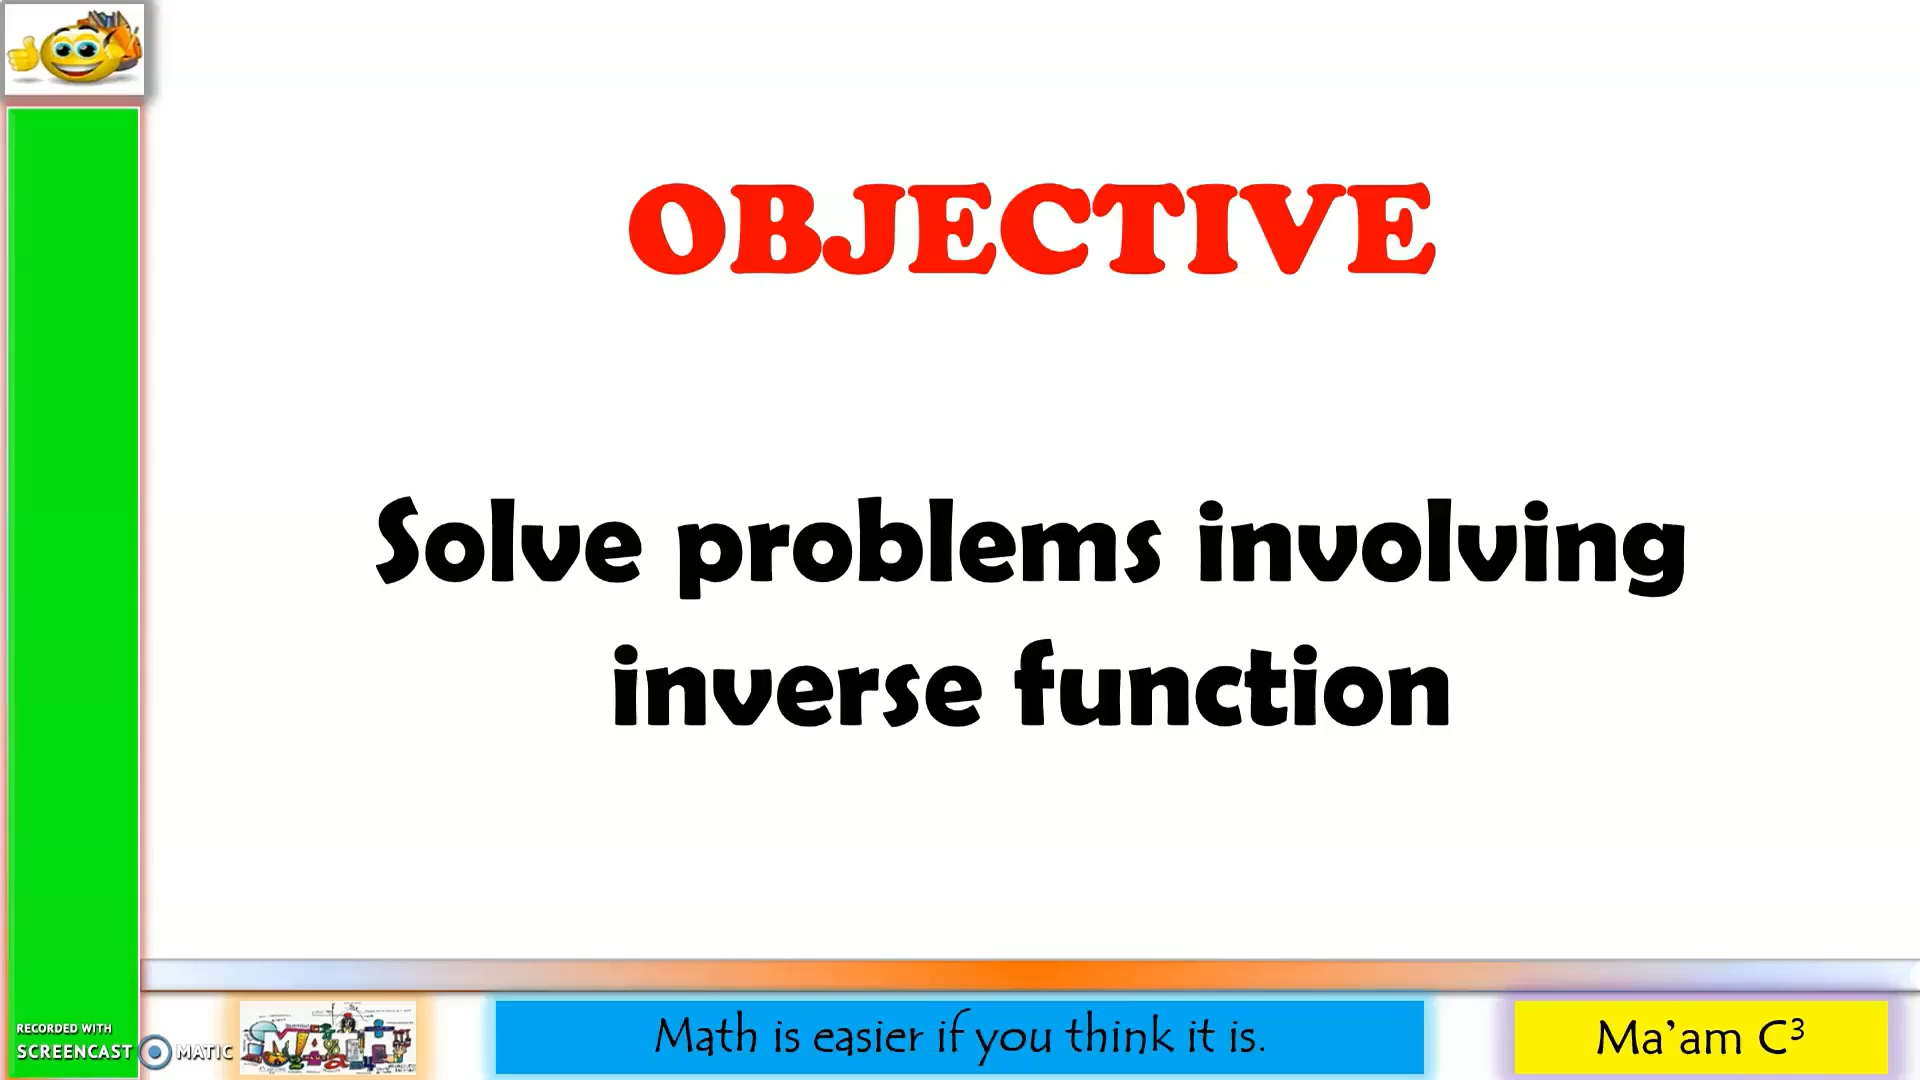 OBJECTIVE
Solve problems involving
inverse function
RECORDED WITH
SCREENCAST MATIC
MATH
Math is easier if you think it is.
Ma'am C³